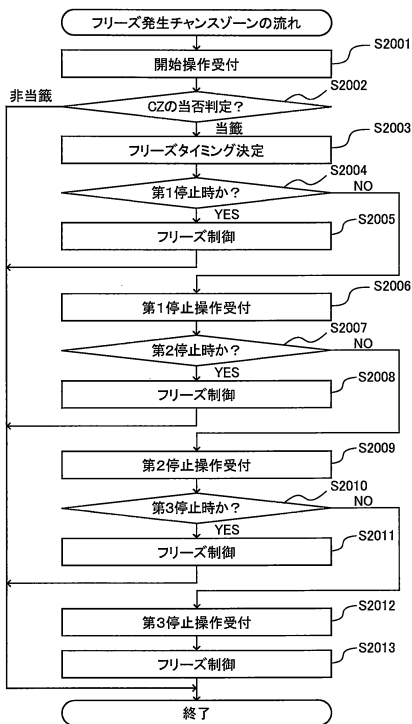 フリーズ発生チャンスゾーンの流れ
S2001
開始操作受付
S2002
非当籤
CZの当否判定?
当籤
S2003
フリーズタイミング決定
S2004
第1停止時か?
NO
YES
S2005
フリーズ制御
S2006
第1停止操作受付
S2007
第2停止時か?
NO
YES
S2008
フリーズ制御
S2009
第2停止操作受付
S2010
第3停止時か?
NO
YES
S2011
フリーズ制御
S2012
第3停止操作受付
S2013
フリーズ制御
終了